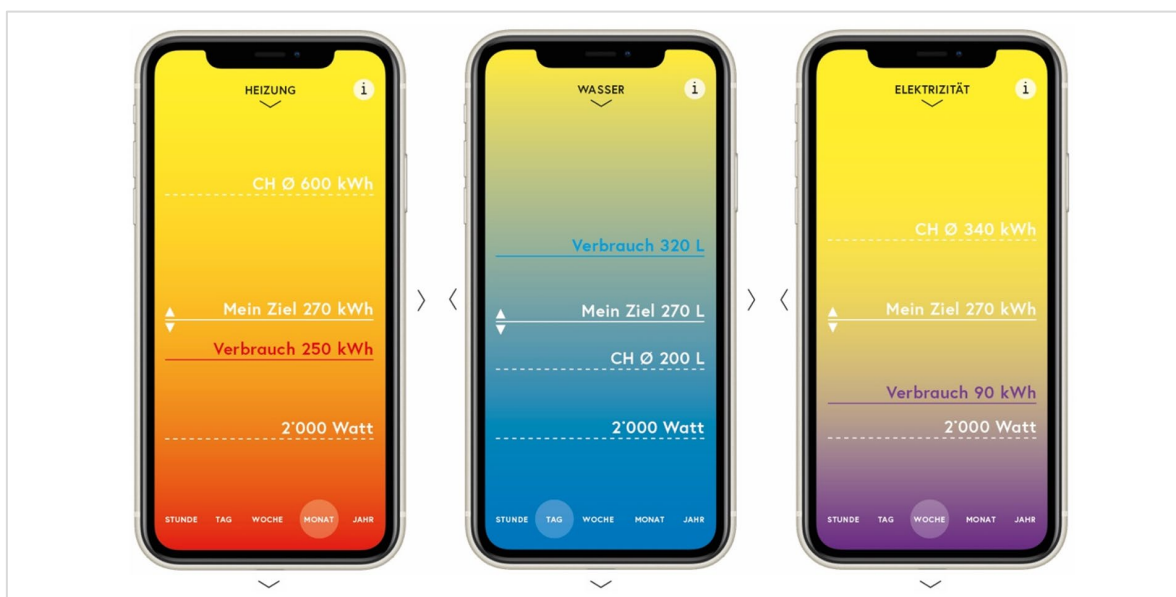 HEIZUNG
i
CH Ø 600 kWh
Mein Ziel 270 kWh
Verbrauch 250 kWh
2'000 Watt
STUNDE TAG WOCHE MONAT JAHR
WASSER
i
Verbrauch 320 L
Mein Ziel 270 L
CH Ø 200 L
2'000 Watt
STUNDE TAG WOCHE MONAT JAHR
ELEKTRIZITÄT
i
CH Ø 340 kWh
Mein Ziel 270 kWh
Verbrauch 90 kWh
2'000 Watt
STUNDE TAG WOCHE MONAT JAHR